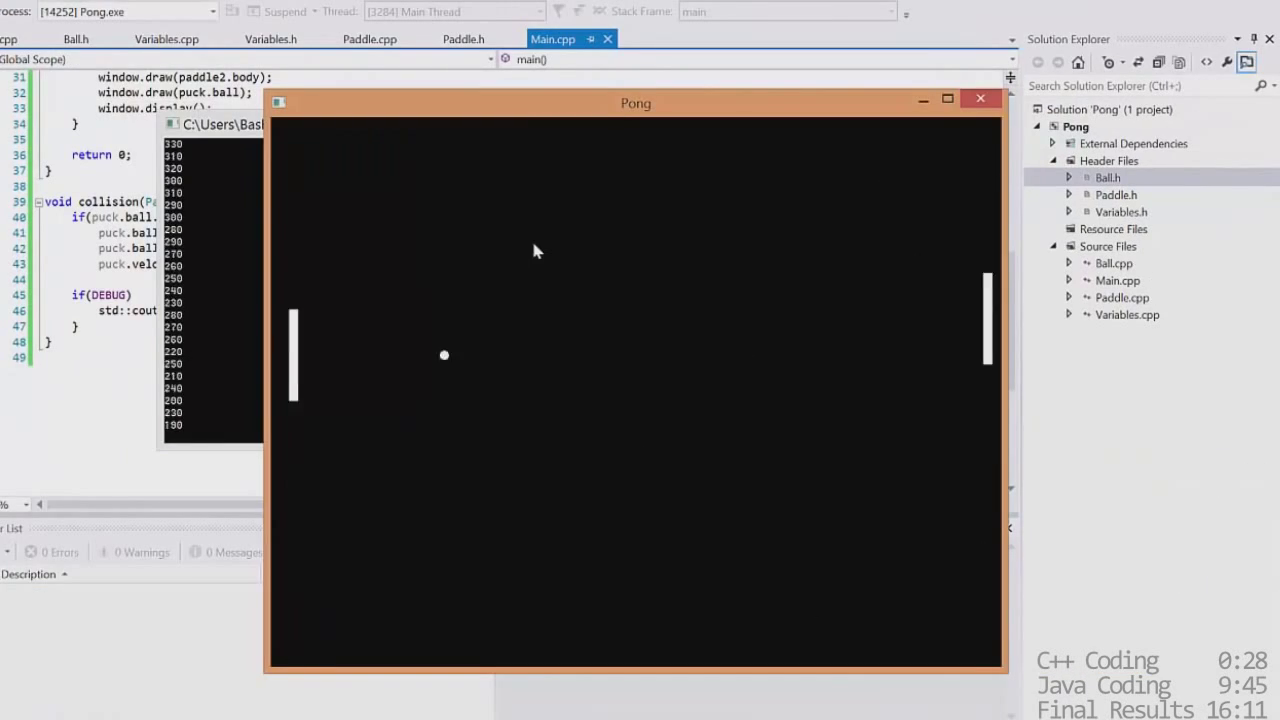 ocess: [14252] Pong.exe Suspend Thread: [3284] Main Thread Stack Frame: main
cpp Ball.h Variables.cpp Variables.h Paddle.cpp Paddle.h Main.cpp
Global Scope) main()
31 window.draw(paddle2.body);
32 window.draw(puck.ball);
33 window.display();
34 }
35
36 return 0;
37 }
38
39 void collision(Pa
40 if(puck.ball.
41 puck.ball
42 puck.ball
43 puck.velo
44
45 if(DEBUG)
46 std::cout
47 }
48 }
49
C:\Users\Bas
330
310
320
300
310
290
300
280
290
270
260
250
240
230
280
270
260
220
250
210
240
200
230
190
Pong
%
r List
0 Errors 0 Warnings 0 Messages
Description
Solution Explorer
Search Solution Explorer (Ctrl+;)
Solution 'Pong' (1 project)
Pong
External Dependencies
Header Files
Ball.h
Paddle.h
Variables.h
Resource Files
Source Files
Ball.cpp
Main.cpp
Paddle.cpp
Variables.cpp
C++ Coding 0:28
Java Coding 9:45
Final Results 16:11